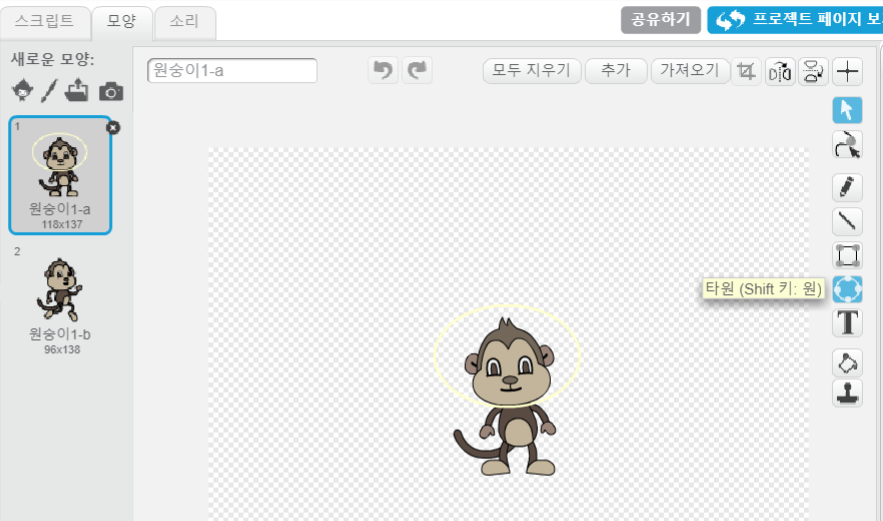 스크립트 모양 소리 공유하기 프로젝트 페이지 보
새로운 모양: 원숭이1-a 모두 지우기 추가 가져오기
1
원숭이1-a
118x137
2
원숭이1-b
96x138
타원 (Shift 키: 원)
T